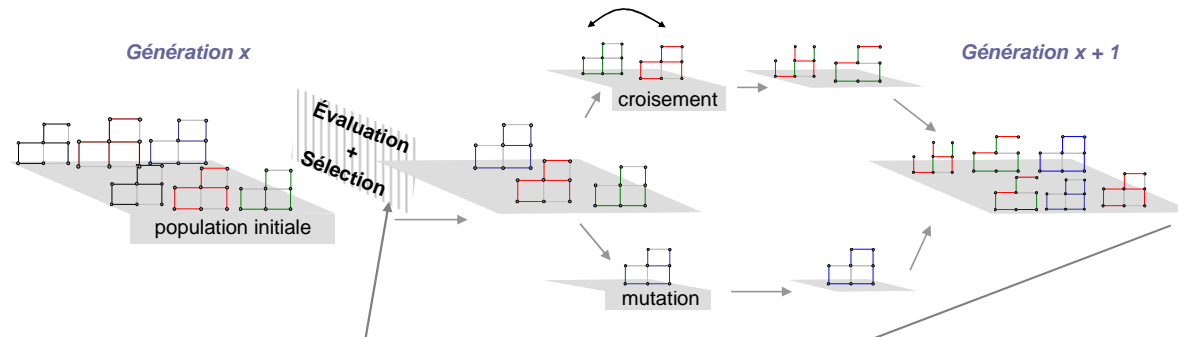 Génération x
Génération x + 1
croisement
Évaluation
+
Sélection
population initiale
mutation